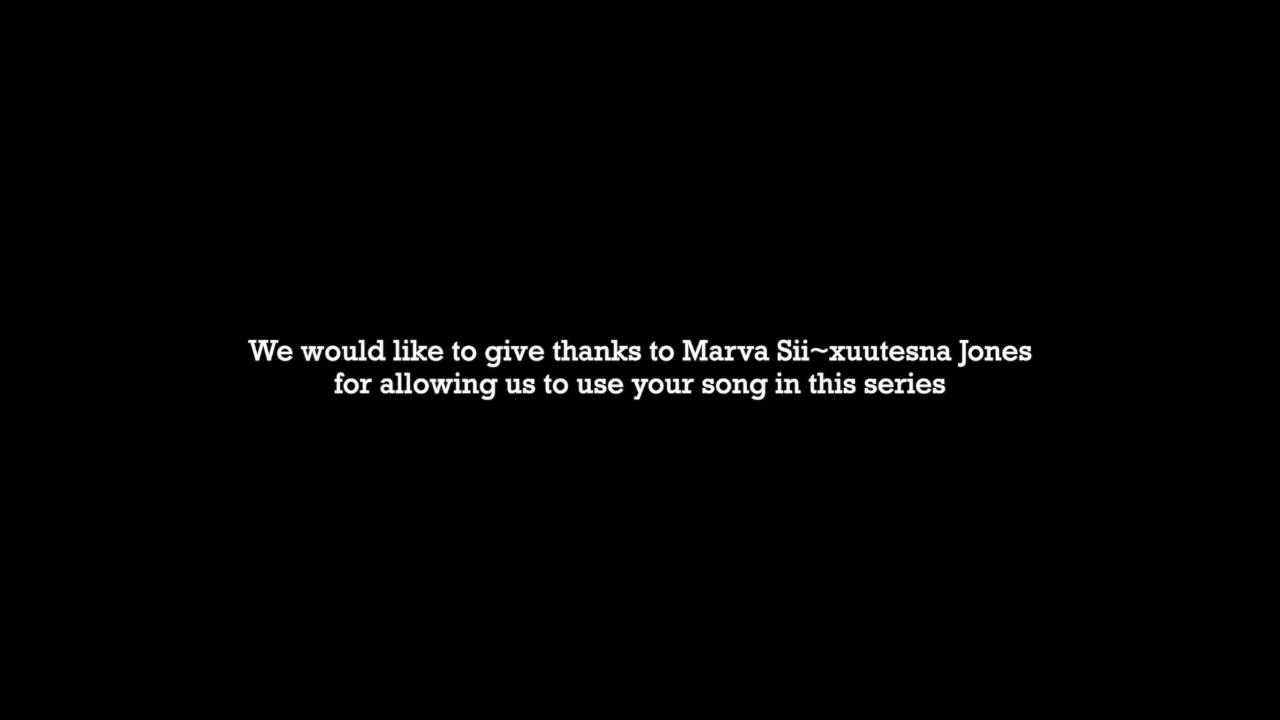 We would like to give thanks to Marva Sii~xuutesna Jones
for allowing us to use your song in this series